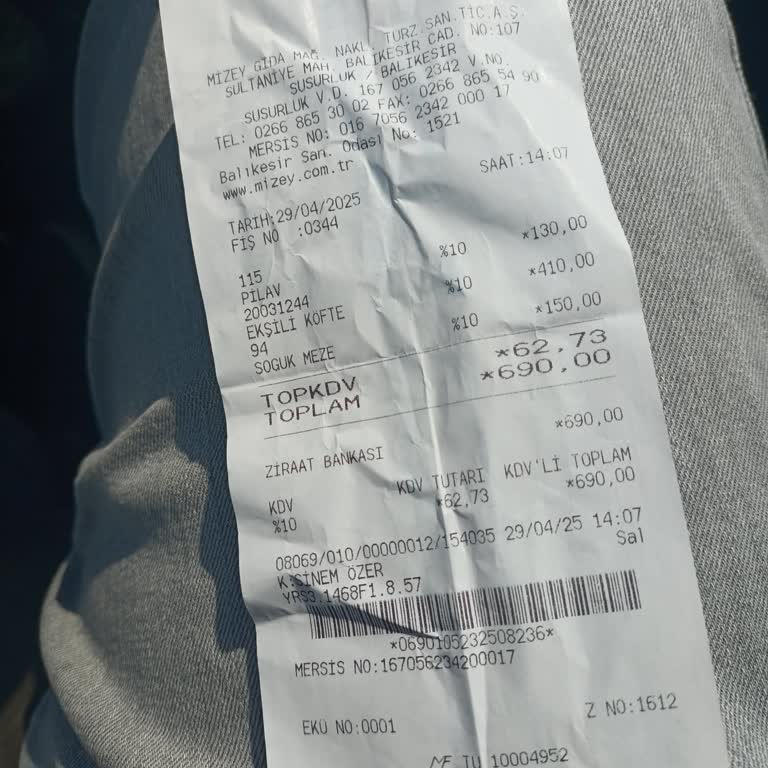 MİZEY GIDA MAĞ. NAKL. TURZ.SAN.TİC.A.Ş.
SULTANİYE MAH. BALIKESİR CAD. NO:107
SUSURLUK / BALIKESİR
SUSURLUK V.D. 167 056 2342 V.NO.
TEL: 0266 865 30 02 FAX: 0266 865 54 90
MERSİS NO: 016 7056 2342 000 17
Balıkesir San. Odası No: 1521
www.mizey.com.tr
TARİH:29/04/2025 SAAT:14:07
FİŞ NO :0344
115
PİLAV %10 *130,00
20031244
EKŞİLİ KÖFTE %10 *410,00
94
SOĞUK MEZE %10 *150,00
TOPKDV *62,73
TOPLAM *690,00
ZİRAAT BANKASI *690,00
KDV KDV TUTARI KDV'Lİ TOPLAM
%10 *62,73 *690,00
08069/010/00000012/154035 29/04/25 14:07
K:SİNEM ÖZER Sal
YRS3.1468F1.8.57
*0690105232508236*
MERSİS NO:167056234200017
EKÜ NO:0001 Z NO:1612
MF TU 10004952